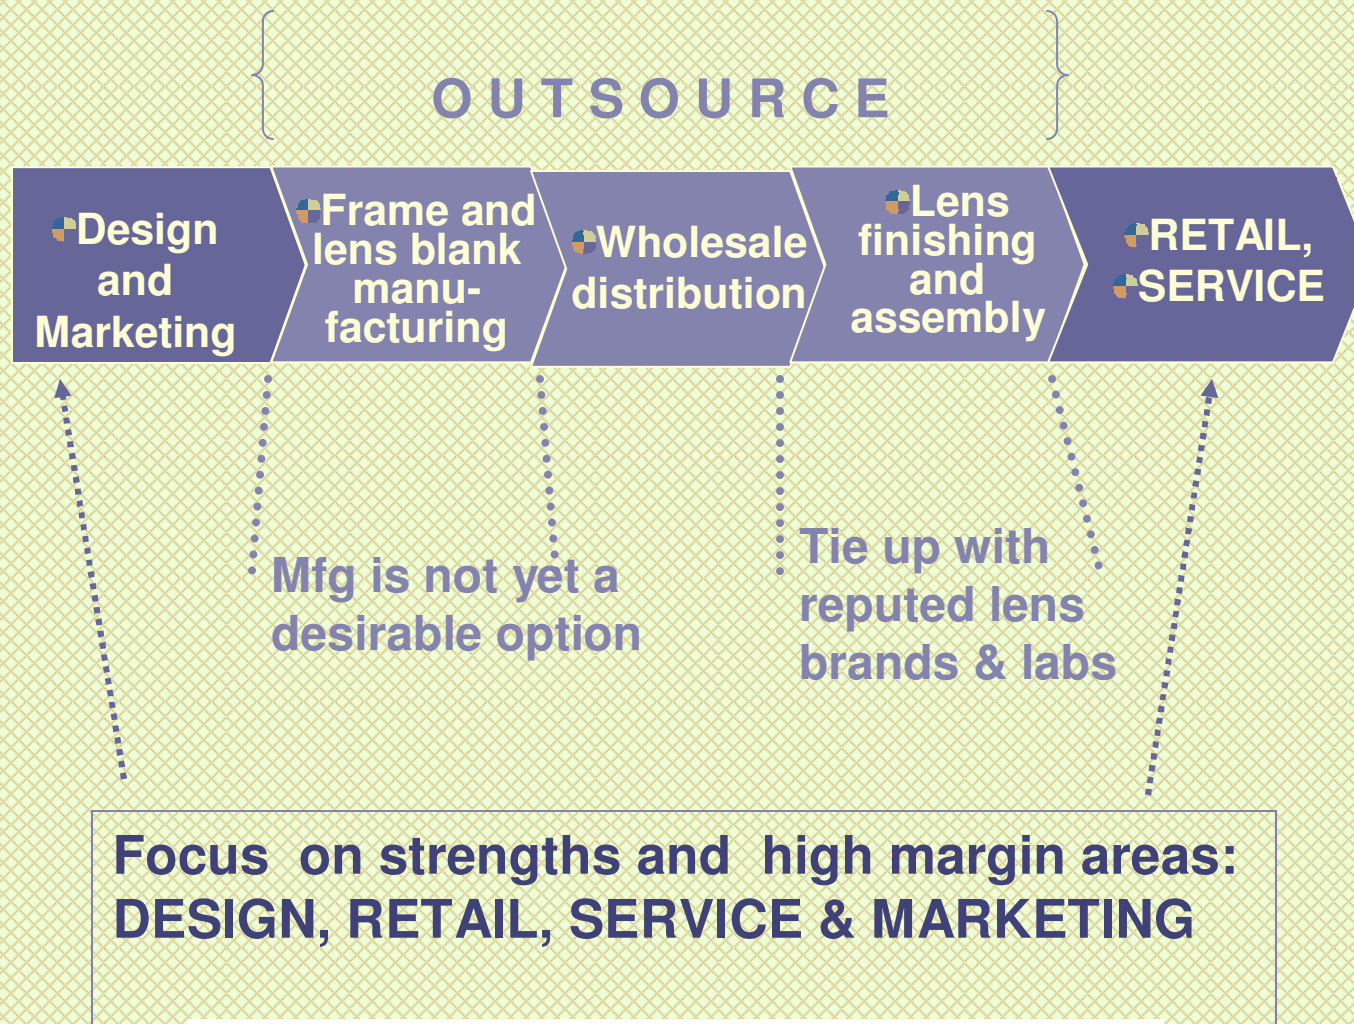 O U T S O U R C E
Design
and
Marketing
Frame and
lens blank
manu-
facturing
Wholesale
distribution
Lens
finishing
and
assembly
RETAIL,
SERVICE
Mfg is not yet a
desirable option
Tie up with
reputed lens
brands & labs
Focus  on strengths and  high margin areas:
DESIGN, RETAIL, SERVICE & MARKETING